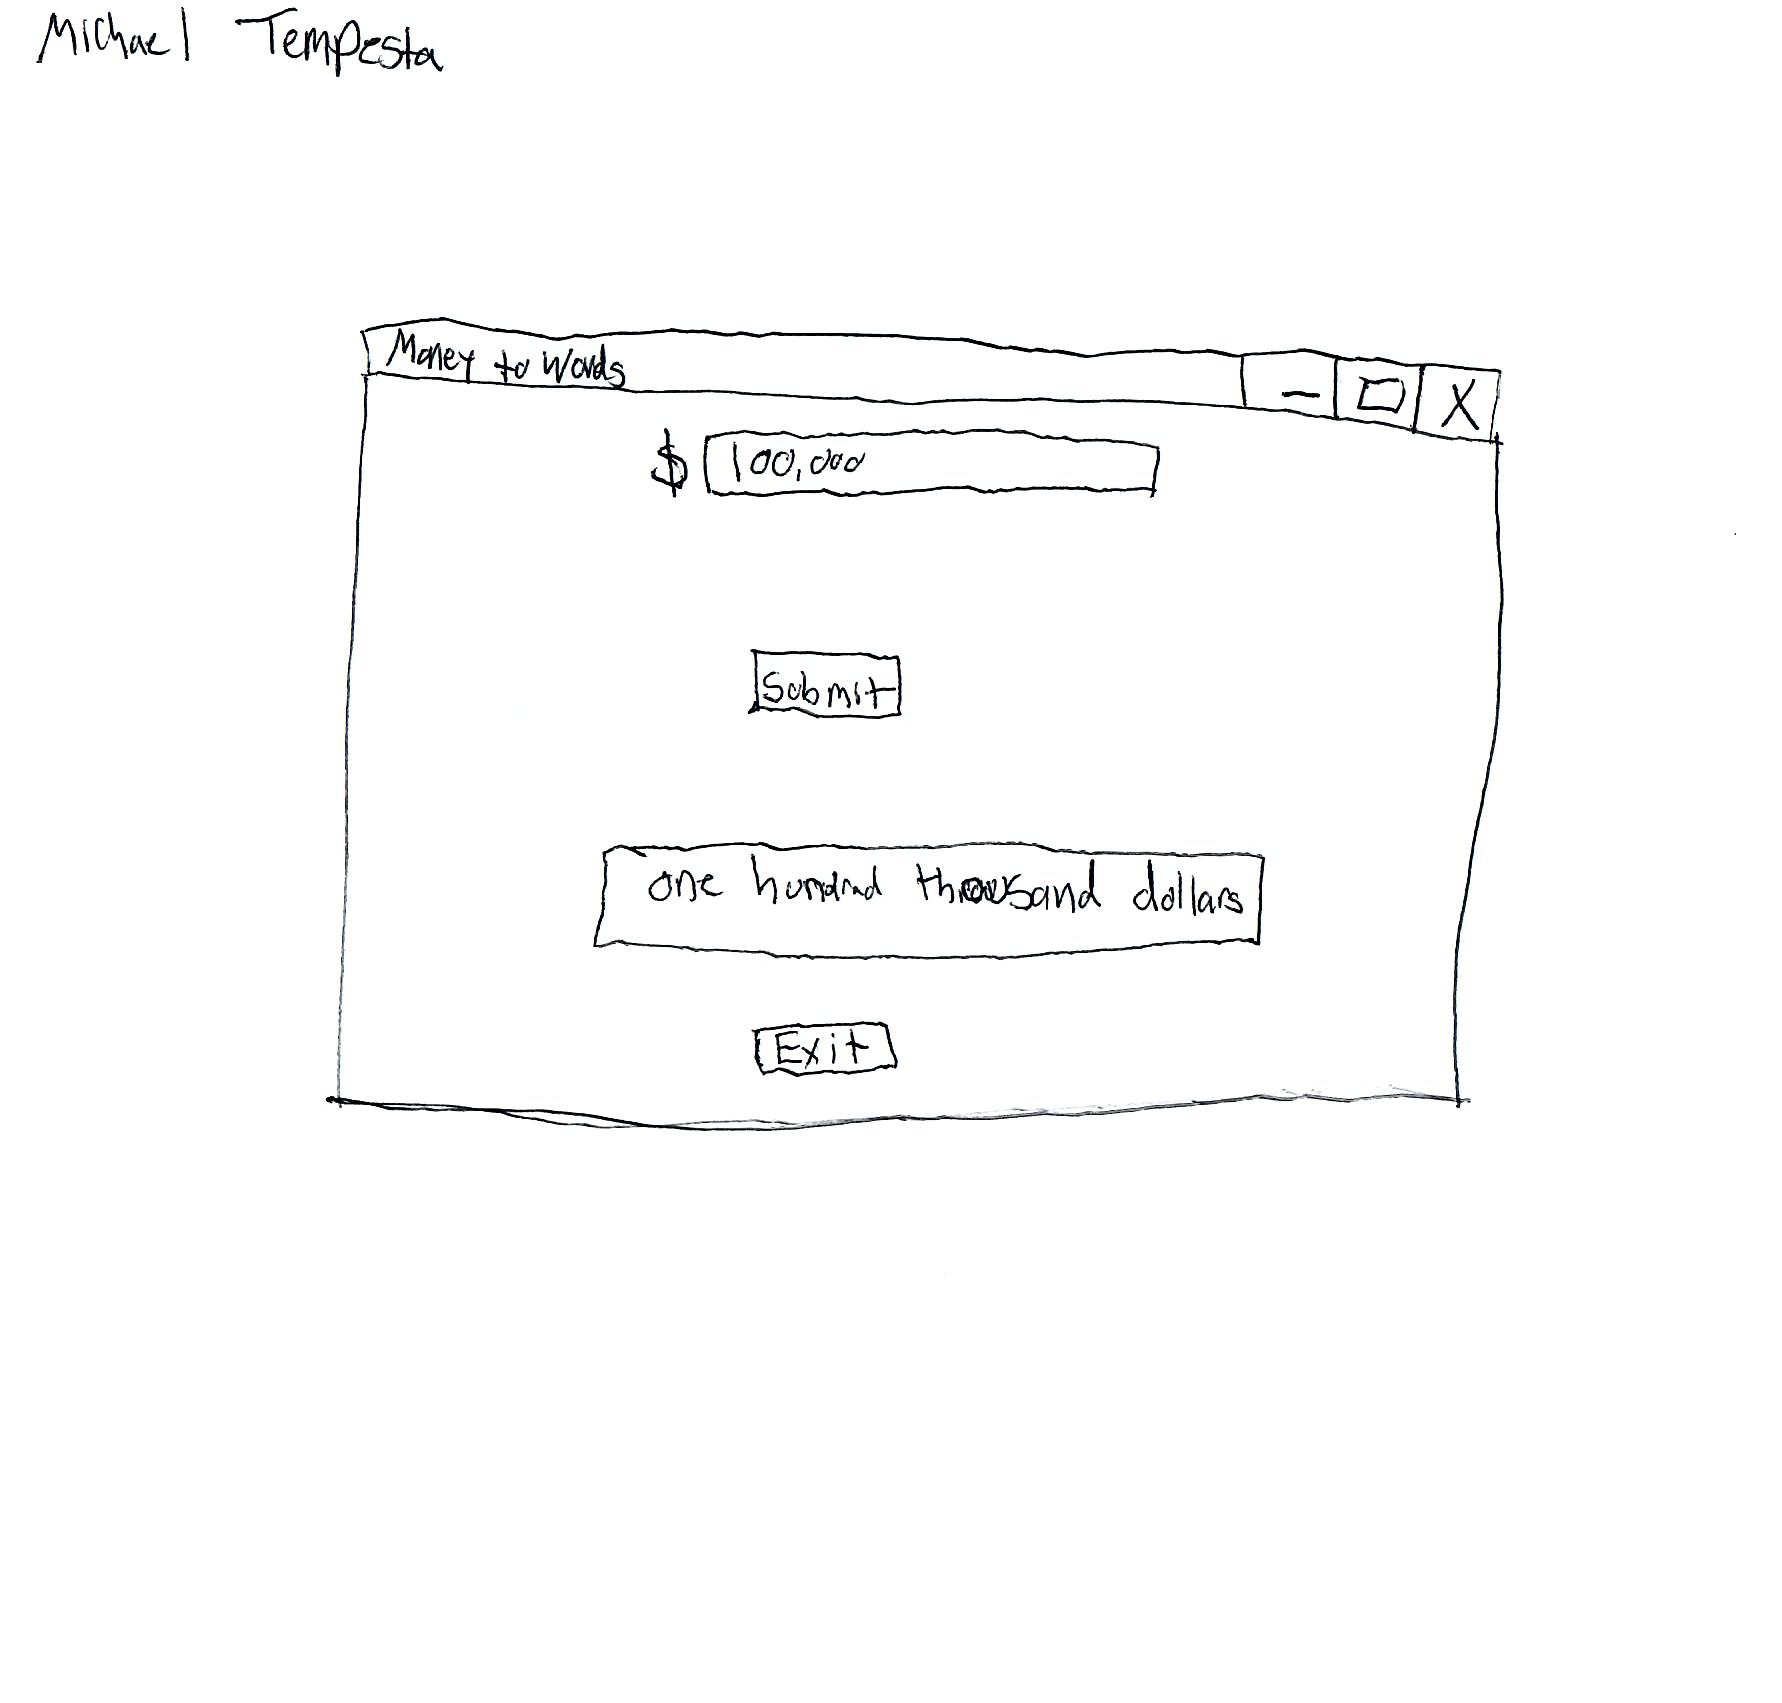 Michael Tempesta
Money to Words
$ 100,000
Submit
one hundred thousand dollars
Exit